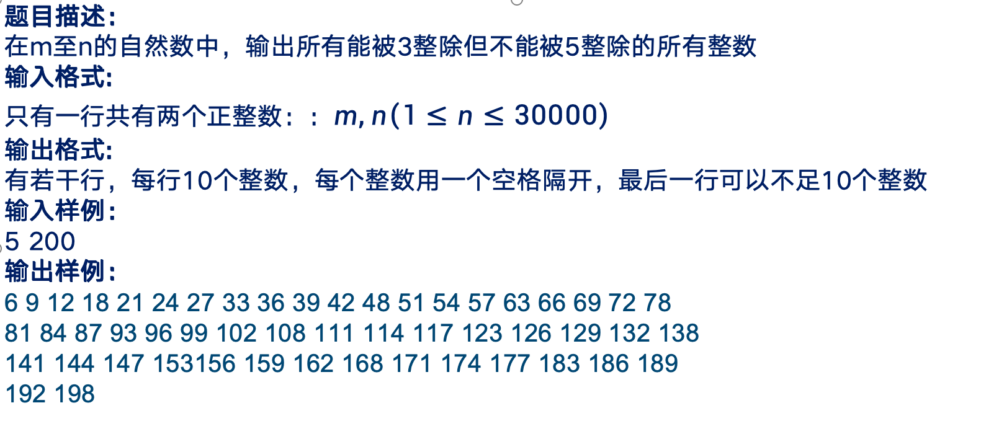 题目描述：
在m至n的自然数中，输出所有能被3整除但不能被5整除的所有整数
输入格式:
只有一行共有两个正整数：：m,n(1 ≤ n ≤ 30000)
输出格式:
有若干行，每行10个整数，每个整数用一个空格隔开，最后一行可以不足10个整数
输入样例：
5 200
输出样例：
6 9 12 18 21 24 27 33 36 39 42 48 51 54 57 63 66 69 72 78
81 84 87 93 96 99 102 108 111 114 117 123 126 129 132 138
141 144 147 153156 159 162 168 171 174 177 183 186 189
192 198